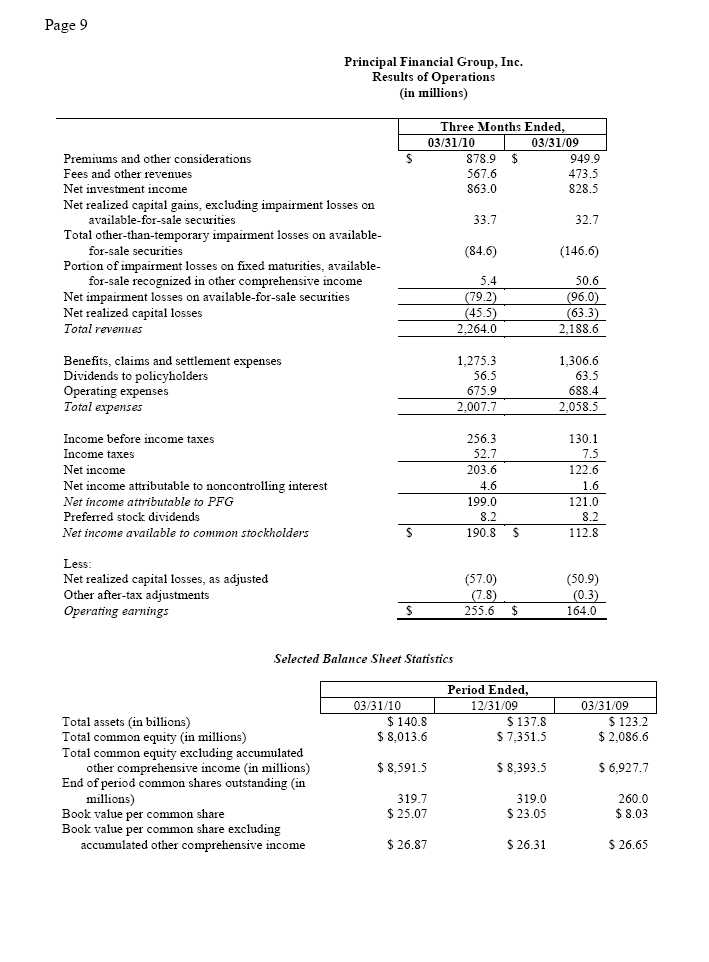 Page 9
Principal Financial Group, Inc.
Results of Operations
(in millions)
Three Months Ended,
03/31/10 03/31/09
Premiums and other considerations $ 878.9 $ 949.9
Fees and other revenues 567.6 473.5
Net investment income 863.0 828.5
Net realized capital gains, excluding impairment losses on
available-for-sale securities 33.7 32.7
Total other-than-temporary impairment losses on available-
for-sale securities (84.6) (146.6)
Portion of impairment losses on fixed maturities, available-
for-sale recognized in other comprehensive income 5.4 50.6
Net impairment losses on available-for-sale securities (79.2) (96.0)
Net realized capital losses (45.5) (63.3)
Total revenues 2,264.0 2,188.6
Benefits, claims and settlement expenses 1,275.3 1,306.6
Dividends to policyholders 56.5 63.5
Operating expenses 675.9 688.4
Total expenses 2,007.7 2,058.5
Income before income taxes 256.3 130.1
Income taxes 52.7 7.5
Net income 203.6 122.6
Net income attributable to noncontrolling interest 4.6 1.6
Net income attributable to PFG 199.0 121.0
Preferred stock dividends 8.2 8.2
Net income available to common stockholders $ 190.8 $ 112.8
Less:
Net realized capital losses, as adjusted (57.0) (50.9)
Other after-tax adjustments (7.8) (0.3)
Operating earnings $ 255.6 $ 164.0
Selected Balance Sheet Statistics
Period Ended,
03/31/10 12/31/09 03/31/09
Total assets (in billions) $ 140.8 $ 137.8 $ 123.2
Total common equity (in millions) $ 8,013.6 $ 7,351.5 $ 2,086.6
Total common equity excluding accumulated
other comprehensive income (in millions) $ 8,591.5 $ 8,393.5 $ 6,927.7
End of period common shares outstanding (in
millions) 319.7 319.0 260.0
Book value per common share $ 25.07 $ 23.05 $ 8.03
Book value per common share excluding
accumulated other comprehensive income $ 26.87 $ 26.31 $ 26.65